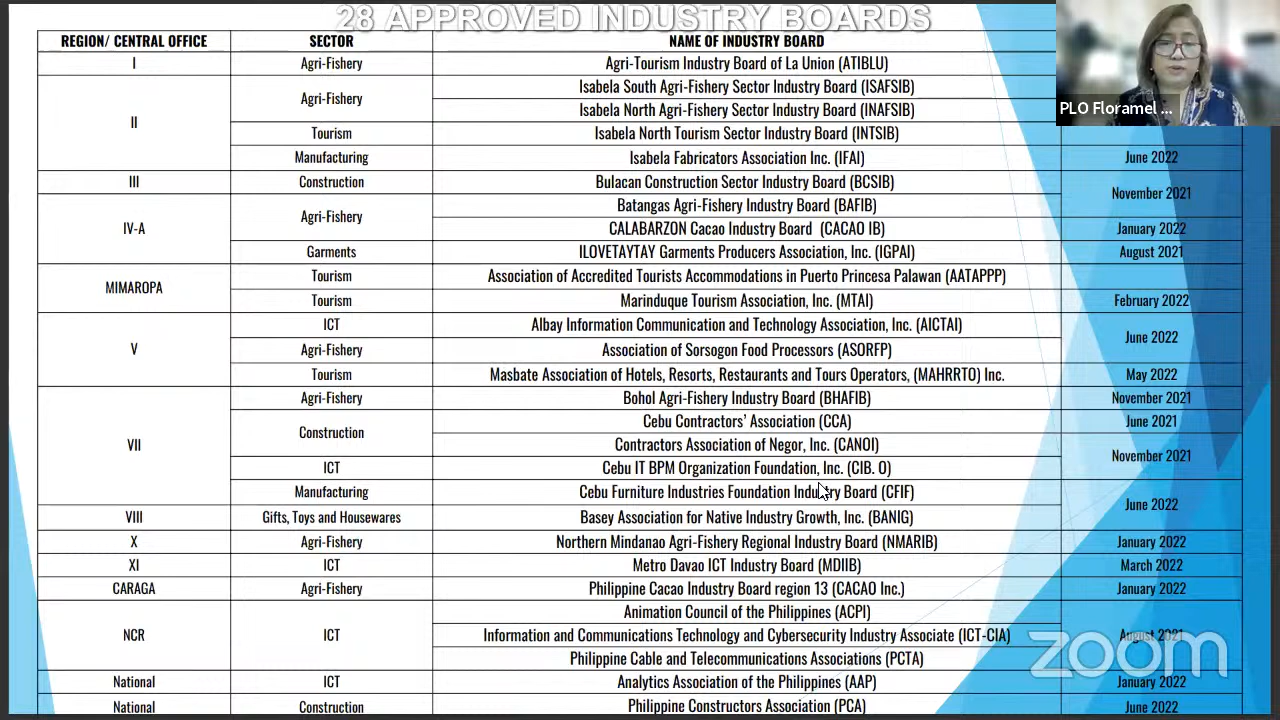 28 APPROVED INDUSTRY BOARDS
REGION/ CENTRAL OFFICE SECTOR NAME OF INDUSTRY BOARD
PLO Floramel ...
I Agri-Fishery Agri-Tourism Industry Board of La Union (ATIBLU)
II Agri-Fishery Isabela South Agri-Fishery Sector Industry Board (ISAFSIB)
Isabela North Agri-Fishery Sector Industry Board (INAFSIB)
Tourism Isabela North Tourism Sector Industry Board (INTSIB)
Manufacturing Isabela Fabricators Association Inc. (IFAI) June 2022
III Construction Bulacan Construction Sector Industry Board (BCSIB) November 2021
IV-A Agri-Fishery Batangas Agri-Fishery Industry Board (BAFIB)
CALABARZON Cacao Industry Board (CACAO IB) January 2022
Garments ILOVETAYTAY Garments Producers Association, Inc. (IGPAI) August 2021
MIMAROPA Tourism Association of Accredited Tourists Accommodations in Puerto Princesa Palawan (AATAPPP)
Tourism Marinduque Tourism Association, Inc. (MTAI) February 2022
V ICT Albay Information Communication and Technology Association, Inc. (AICTAI) June 2022
Agri-Fishery Association of Sorsogon Food Processors (ASORFP)
Tourism Masbate Association of Hotels, Resorts, Restaurants and Tours Operators, (MAHRRTO) Inc. May 2022
VII Agri-Fishery Bohol Agri-Fishery Industry Board (BHAFIB) November 2021
Construction Cebu Contractors' Association (CCA) June 2021
Contractors Association of Negor, Inc. (CANOI) November 2021
ICT Cebu IT BPM Organization Foundation, Inc. (CIB. O)
Manufacturing Cebu Furniture Industries Foundation Industry Board (CFIF) June 2022
VIII Gifts, Toys and Housewares Basey Association for Native Industry Growth, Inc. (BANIG)
X Agri-Fishery Northern Mindanao Agri-Fishery Regional Industry Board (NMARIB) January 2022
XI ICT Metro Davao ICT Industry Board (MDIIB) March 2022
CARAGA Agri-Fishery Philippine Cacao Industry Board region 13 (CACAO Inc.) January 2022
NCR ICT Animation Council of the Philippines (ACPI)
Information and Communications Technology and Cybersecurity Industry Associate (ICT-CIA) August 2021
Philippine Cable and Telecommunications Associations (PCTA)
National ICT Analytics Association of the Philippines (AAP) January 2022
National Construction Philippine Constructors Association (PCA) June 2022
zoom